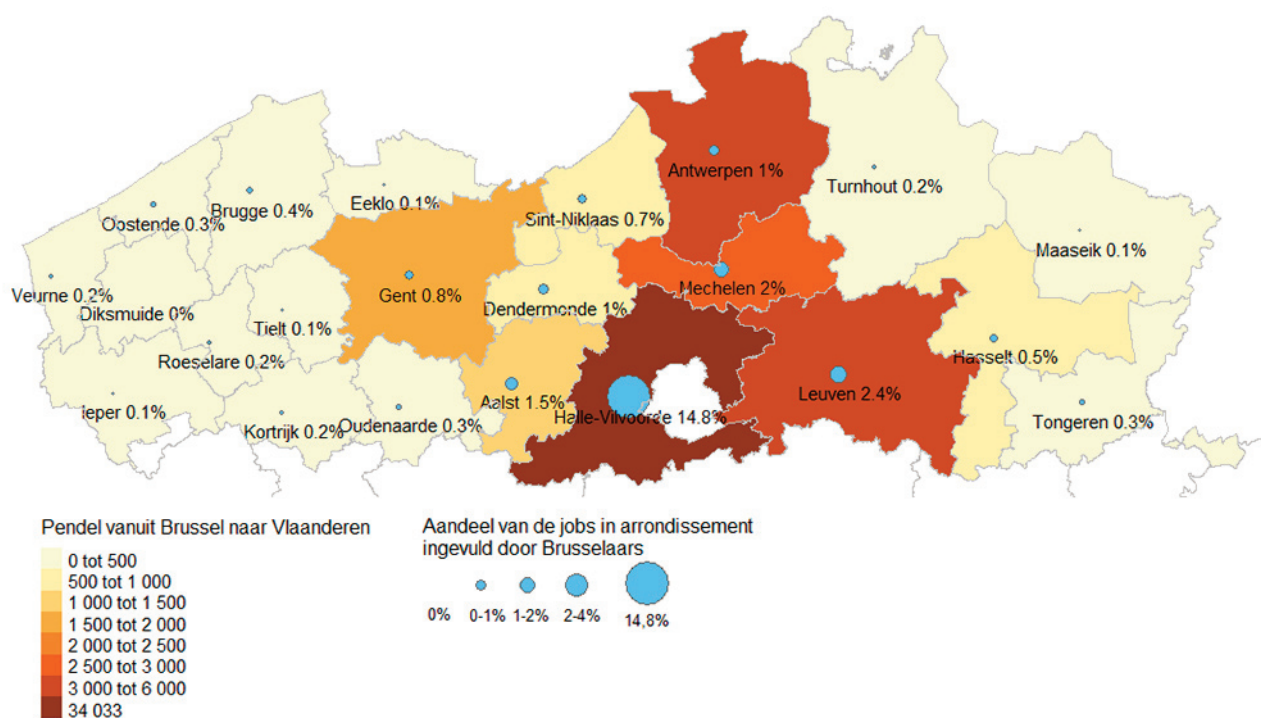 Antwerpen 1%
Turnhout 0.2%
Eeklo 0.1%
Brugge 0.4%
Oostende 0.3%
Sint-Niklaas 0.7%
Maaseik 0.1%
Veurne 0.2%
Gent 0.8%
Mechelen 2%
Diksmuide 0%
Dendermonde 1%
Tielt 0.1%
Roeselare 0.2%
Hasselt 0.5%
Aalst 1.5%
Leuven 2.4%
Ieper 0.1%
Halle-Vilvoorde 14.8%
Kortrijk 0.2%
Oudenaarde 0.3%
Tongeren 0.3%
Pendel vanuit Brussel naar Vlaanderen
0 tot 500
500 tot 1 000
1 000 tot 1 500
1 500 tot 2 000
2 000 tot 2 500
2 500 tot 3 000
3 000 tot 6 000
34 033
Aandeel van de jobs in arrondissement
ingevuld door Brusselaars
0% 0-1% 1-2% 2-4% 14,8%